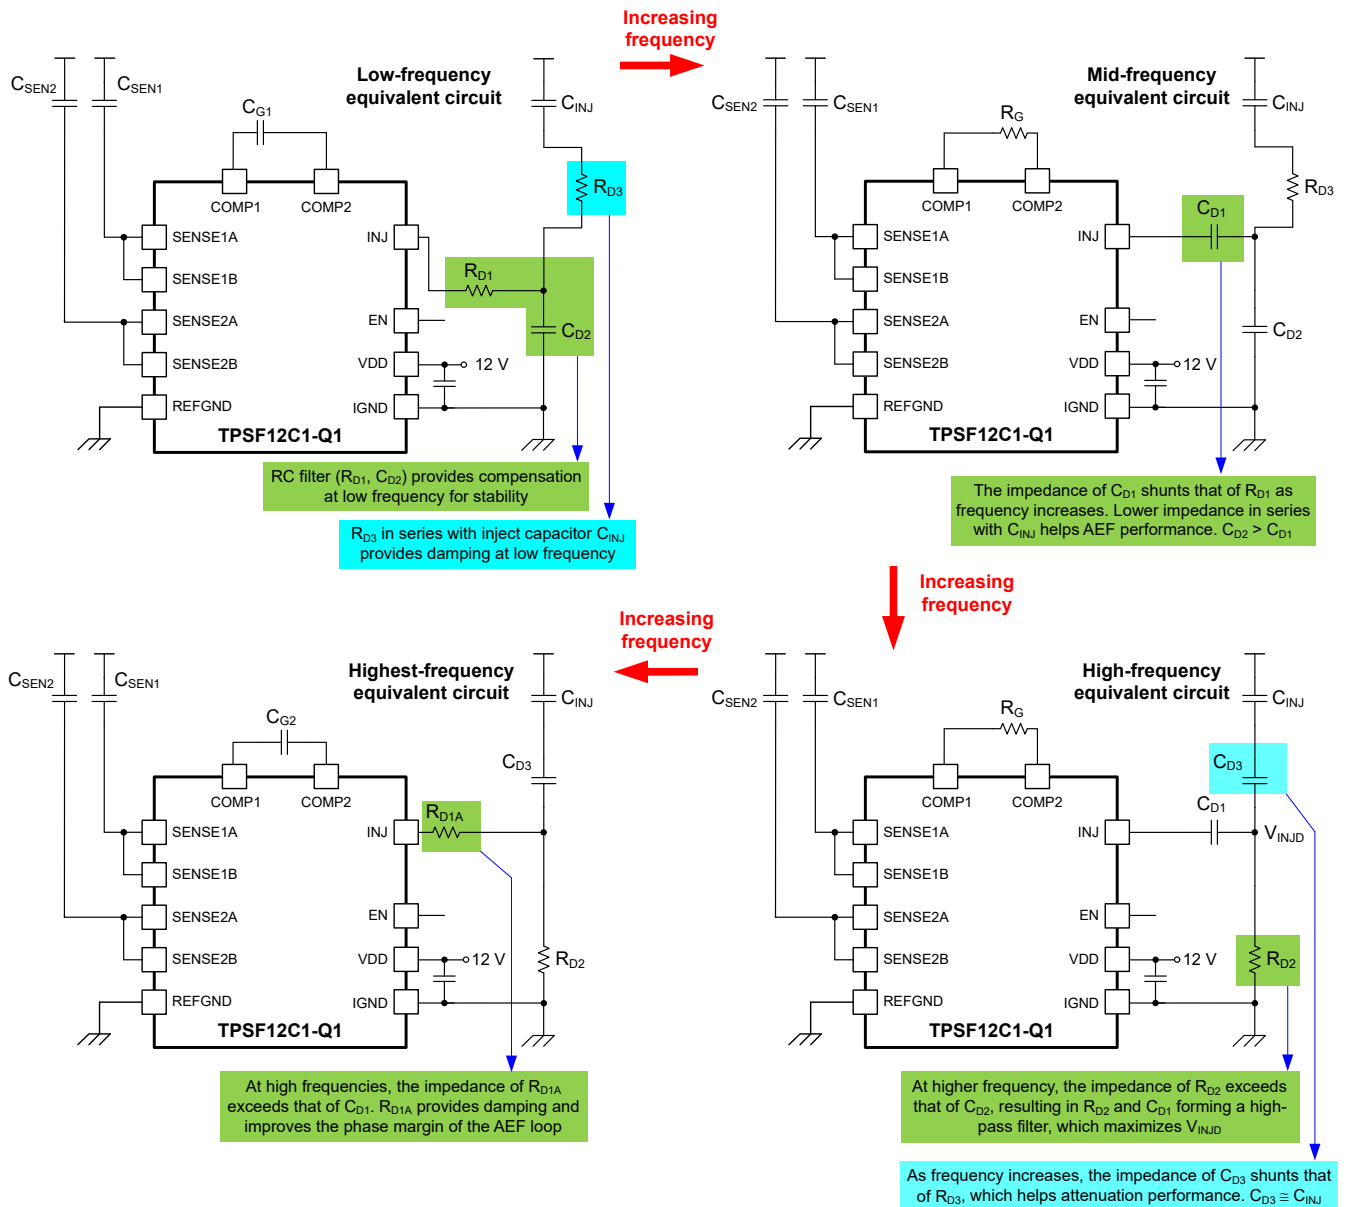 Increasing
frequency
Low-frequency
equivalent circuit
CSEN2
CSEN1
CG1
CINJ
RD3
COMP1
COMP2
SENSE1A
SENSE1B
SENSE2A
SENSE2B
REFGND
INJ
EN
VDD
IGND
RD1
CD2
12 V
TPSF12C1-Q1
RC filter (RD1, CD2) provides compensation
at low frequency for stability
RD3 in series with inject capacitor CINJ
provides damping at low frequency
Mid-frequency
equivalent circuit
CSEN2
CSEN1
RG
CINJ
RD3
COMP1
COMP2
SENSE1A
SENSE1B
SENSE2A
SENSE2B
REFGND
INJ
EN
VDD
IGND
CD1
CD2
12 V
TPSF12C1-Q1
The impedance of CD1 shunts that of RD1 as
frequency increases. Lower impedance in series
with CINJ helps AEF performance. CD2 > CD1
Increasing
frequency
High-frequency
equivalent circuit
CSEN2
CSEN1
RG
CINJ
CD3
CD1
COMP1
COMP2
SENSE1A
SENSE1B
SENSE2A
SENSE2B
REFGND
INJ
EN
VDD
IGND
VINJD
RD2
12 V
TPSF12C1-Q1
At higher frequency, the impedance of RD2 exceeds
that of CD2, resulting in RD2 and CD1 forming a high-
pass filter, which maximizes VINJD
As frequency increases, the impedance of CD3 shunts that
of RD3, which helps attenuation performance. CD3 ≅ CINJ
Increasing
frequency
Highest-frequency
equivalent circuit
CSEN2
CSEN1
CG2
CINJ
CD3
COMP1
COMP2
SENSE1A
SENSE1B
SENSE2A
SENSE2B
REFGND
INJ
EN
VDD
IGND
RD1A
RD2
12 V
TPSF12C1-Q1
At high frequencies, the impedance of RD1A
exceeds that of CD1. RD1A provides damping and
improves the phase margin of the AEF loop